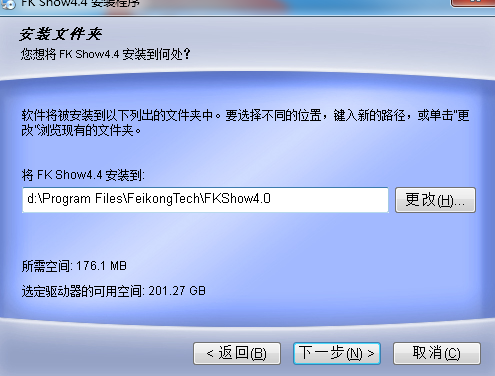 FK Show4.4 安装程序
安装文件夹
您想将 FK Show4.4 安装到何处?
软件将被安装到以下列出的文件夹中。要选择不同的位置，键入新的路径，或单击"更
改"浏览现有的文件夹。
将 FK Show4.4 安装到:
d:\Program Files\FeikongTech\FKShow4.0
更改(H)...
所需空间: 176.1 MB
选定驱动器的可用空间: 201.27 GB
< 返回(B)
下一步(N) >
取消(C)